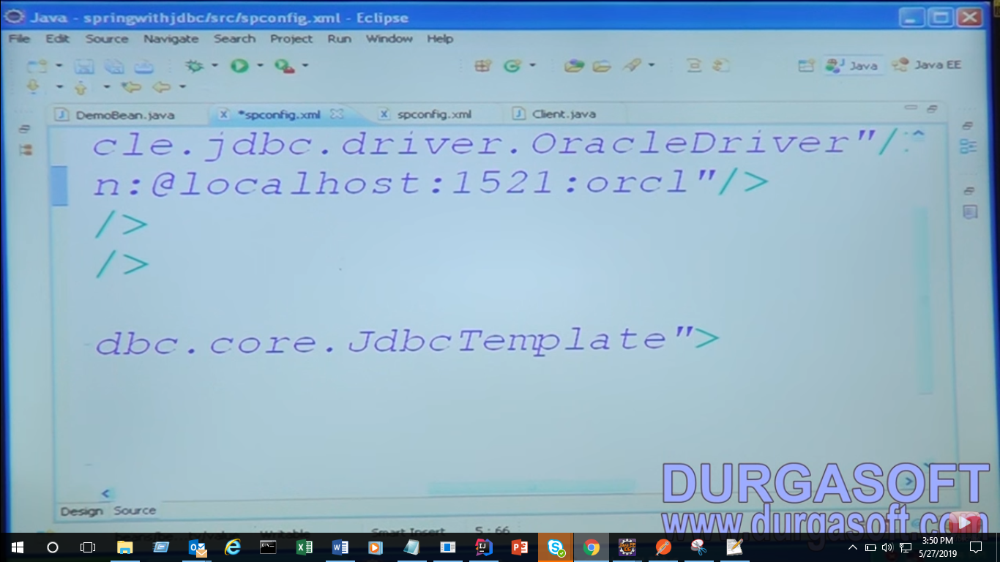 Java - springwithjdbc/src/spconfig.xml - Eclipse
File Edit Source Navigate Search Project Run Window Help
Java Java EE
DemoBean.java *spconfig.xml spconfig.xml Client.java
cle.jdbc.driver.OracleDriver"/
n:@localhost:1521:orcl"/>
/>
/>
dbc.core.JdbcTemplate">
Design Source
Writable Smart Insert 5 : 66
DURGASOFT
www.durgasoft.com
3:50 PM
5/27/2019